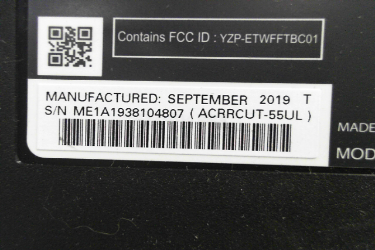 Contains FCC ID : YZP-ETWFFTBC01
MANUFACTURED: SEPTEMBER 2019 T
S/N ME1A1938104807 ( ACRRCUT-55UL )
MADE
MOD